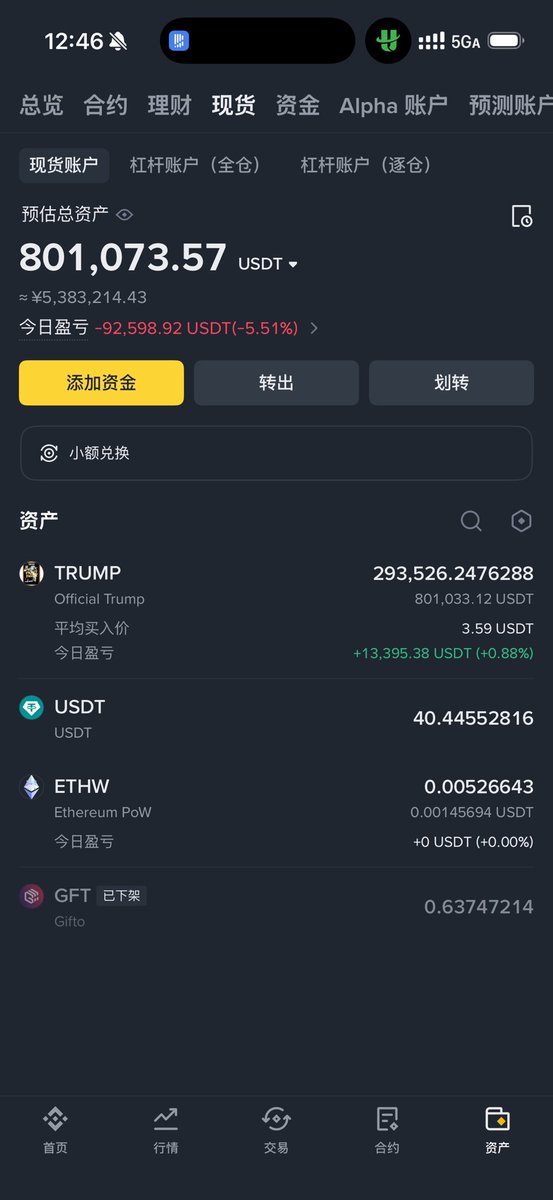 12:46 5GA
总览 合约 理财 现货 资金 Alpha 账户 预测账户
现货账户 杠杆账户（全仓） 杠杆账户（逐仓）
预估总资产
801,073.57 USDT
≈ ¥5,383,214.43
今日盈亏 -92,598.92 USDT(-5.51%)
添加资金 转出 划转
小额兑换
资产
TRUMP 293,526.2476288
Official Trump 801,033.12 USDT
平均买入价 3.59 USDT
今日盈亏 +13,395.38 USDT (+0.88%)
USDT 40.44552816
USDT
ETHW 0.00526643
Ethereum PoW 0.00145694 USDT
今日盈亏 +0 USDT (+0.00%)
GFT 已下架 0.63747214
Gifto
首页 行情 交易 合约 资产